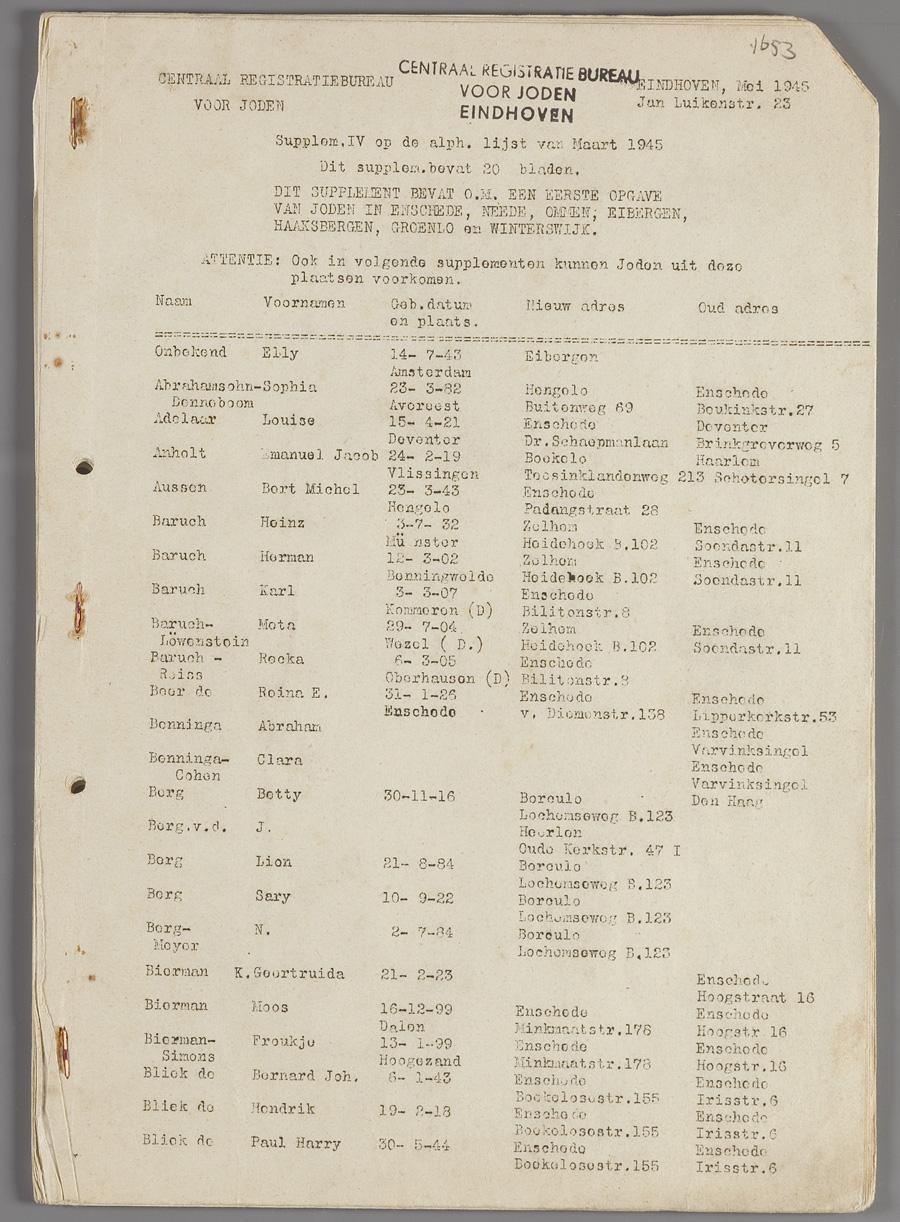 1653
CENTRAAL REGISTRATIEBUREAU
VOOR JODEN
CENTRAAL REGISTRATIE BUREAU
VOOR JODEN
EINDHOVEN
EINDHOVEN, Mei 1945
Jan Luikenstr. 23
Supplem.IV op de alph. lijst van Maart 1945
Dit supplem.bevat 20 bladen.
DIT SUPPLEMENT BEVAT O.M. EEN EERSTE OPGAVE
VAN JODEN IN ENSCHEDE, NEEDE, OMMEN, EIBERGEN,
HAAKSBERGEN, GROENLO en WINTERSWIJK.
ATTENTIE: Ook in volgende supplementen kunnen Joden uit deze
plaatsen voorkomen.
Naam Voornamen Geb.datum Nieuw adres Oud adres
en plaats.
Onbekend Elly 14- 7-43 Eibergen
Amsterdam
Abrahamsohn-Sophia 23- 3-82 Hengelo Enschede
Denneboom Avereest Buitenweg 69 Beukinkstr.27
Adelaar Louise 15- 4-21 Enschede Deventer
Deventer Dr.Schaepmanlaan Brinkgreverweg 5
Anholt Emanuel Jacob 24- 2-19 Boekelo Haarlem
Vlissingen Teesinklandenweg 213 Schotersingel 7
Aussen Bert Michel 23- 3-43 Enschede
Hengelo Padangstraat 28
Baruch Heinz 3-7- 32 Zelhem Enschede
Mü nster Heidehoek B.102 Soendastr.11
Baruch Herman 12- 3-02 Zelhem Enschede
Benningwolde Heidehoek B.102 Soendastr.11
Baruch Karl 3- 3-07 Enschede
Kommeren (D) Bilitonstr.8
Baruch- Meta 29- 7-04 Zelhem Enschede
Löwenstein Wezel ( D.) Heidehoek B.102 Soendastr.11
Baruch - Recka 6- 3-05 Enschede
Reiss Oberhausen (D) Bilitonstr.8
Beer de Reina E. 31- 1-26 Enschede Enschede
Enschede v. Diemenstr.138 Lipperkerkstr.53
Benninga Abraham Enschede
Varvinksingel
Benninga- Clara Enschede
Cohen Varvinksingel
Berg Betty 30-11-16 Borculo Den Haag
Lochemseweg B.123
Berg.v.d. J. Heerlen
Oude Kerkstr. 47 I
Berg Lion 21- 8-84 Borculo
Lochemseweg B.123
Berg Sary 10- 9-22 Borculo
Lochemseweg B.123
Berg- N. 2- 7-84 Borculo
Meyer Lochemseweg B.123
Bierman K.Geertruida 21- 2-23 Enschede
Hoogstraat 16
Bierman Moos 16-12-99 Enschede Enschede
Dalen Minkmaatstr.178 Hoogstr 16
Bierman- Froukje 13- 1-99 Enschede Enschede
Simons Hoogezand Minkmaatstr.178 Hoogstr.16
Bliek de Bernard Joh. 6- 1-43 Enschede Enschede
Boekelosestr.155 Irisstr.6
Bliek de Hendrik 19- 2-18 Enschede Enschede
Boekelosestr.155 Irisstr.6
Bliek de Paul Harry 30- 5-44 Enschede Enschede
Boekelosestr.155 Irisstr.6